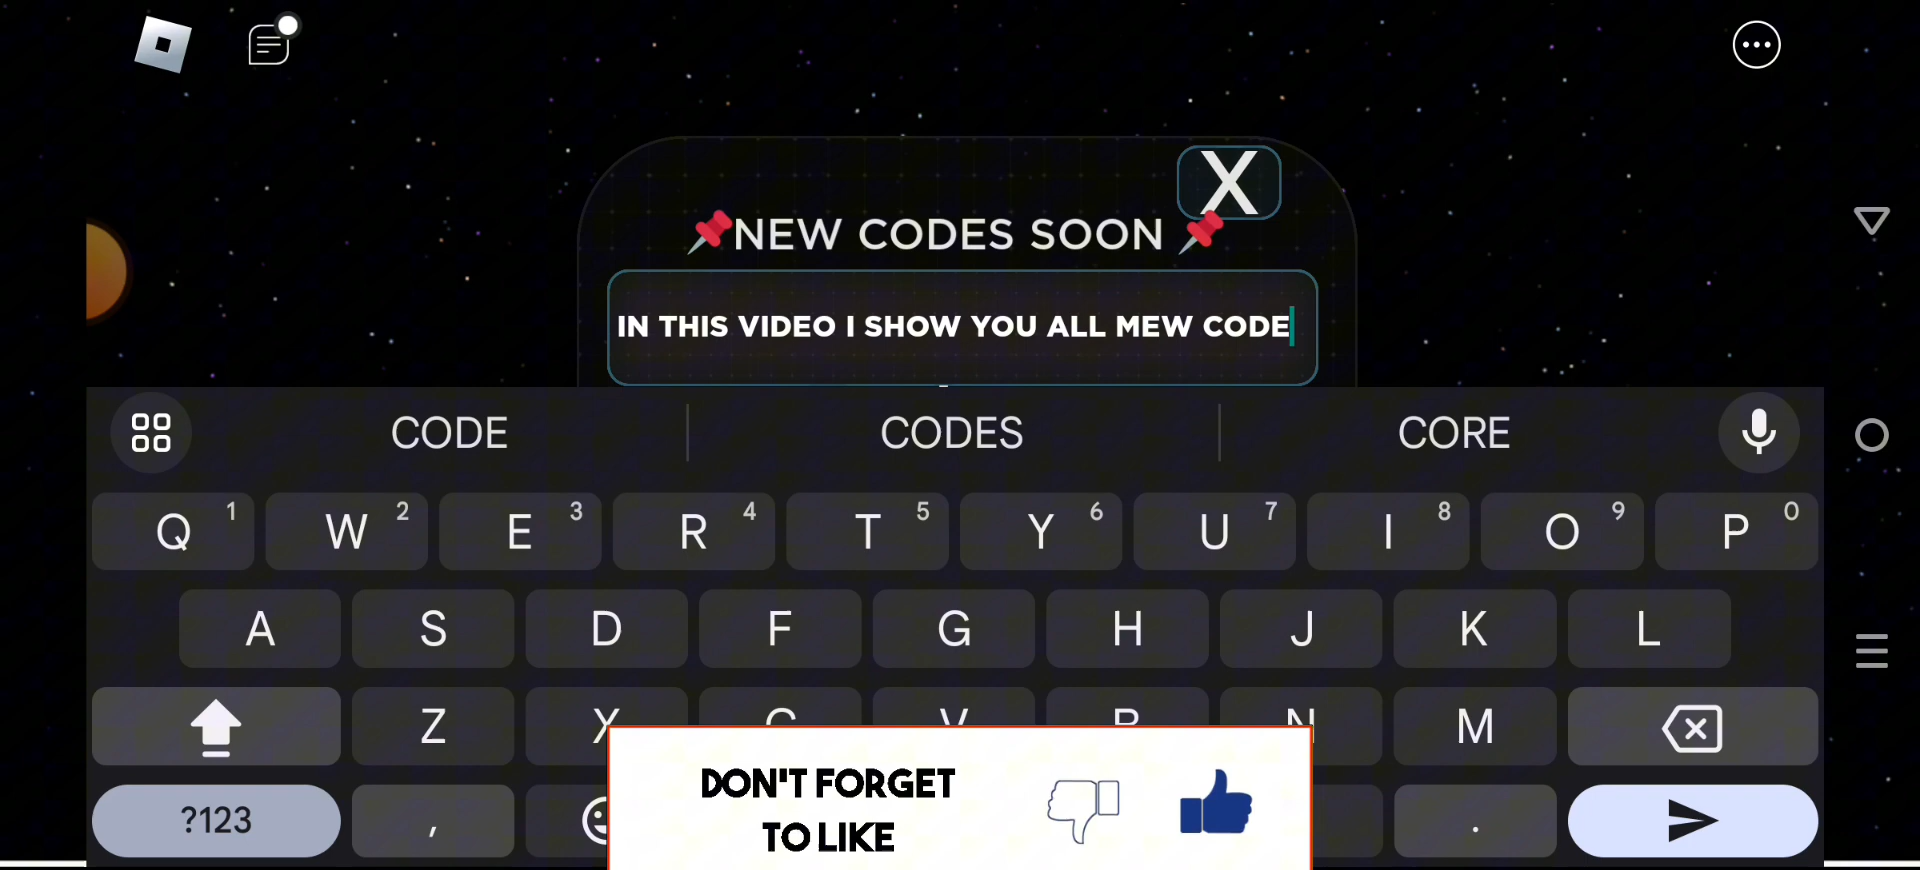 X
📌NEW CODES SOON 📌
IN THIS VIDEO I SHOW YOU ALL MEW CODE
CODE CODES CORE
Q 1 W 2 E 3 R 4 T 5 Y 6 U 7 I 8 O 9 P 0
A S D F G H J K L
Z X C V B N M
?123 , .
DON'T FORGET
TO LIKE